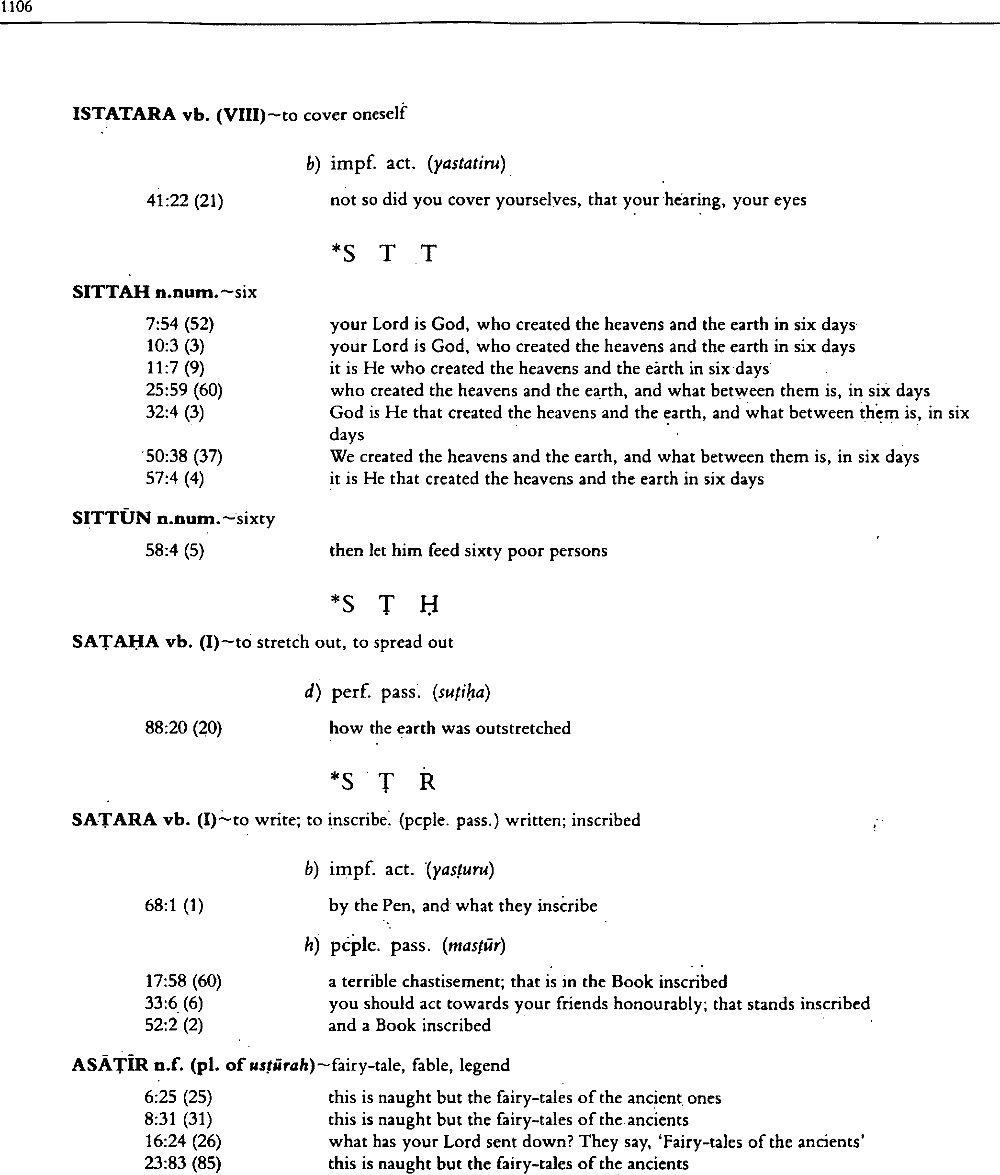 1106
ISTATARA vb. (VIII)~to cover oneself
b) impf. act. (yastatiru)
41:22 (21) not so did you cover yourselves, that your hearing, your eyes
*S T T
SITTAH n.num.~six
7:54 (52) your Lord is God, who created the heavens and the earth in six days
10:3 (3) your Lord is God, who created the heavens and the earth in six days
11:7 (9) it is He who created the heavens and the earth in six days
25:59 (60) who created the heavens and the earth, and what between them is, in six days
32:4 (3) God is He that created the heavens and the earth, and what between them is, in six
days
50:38 (37) We created the heavens and the earth, and what between them is, in six days
57:4 (4) it is He that created the heavens and the earth in six days
SITTŪN n.num.~sixty
58:4 (5) then let him feed sixty poor persons
*S Ṭ Ḥ
SAṬAḤA vb. (I)~to stretch out, to spread out
d) perf. pass. (suṭiḥa)
88:20 (20) how the earth was outstretched
*S Ṭ R
SAṬARA vb. (I)~to write; to inscribe. (pcple. pass.) written; inscribed
b) impf. act. (yasṭuru)
68:1 (1) by the Pen, and what they inscribe
h) pcple. pass. (masṭūr)
17:58 (60) a terrible chastisement; that is in the Book inscribed
33:6 (6) you should act towards your friends honourably; that stands inscribed
52:2 (2) and a Book inscribed
ASĀṬĪR n.f. (pl. of usṭūrah)~fairy-tale, fable, legend
6:25 (25) this is naught but the fairy-tales of the ancient ones
8:31 (31) this is naught but the fairy-tales of the ancients
16:24 (26) what has your Lord sent down? They say, 'Fairy-tales of the ancients'
23:83 (85) this is naught but the fairy-tales of the ancients